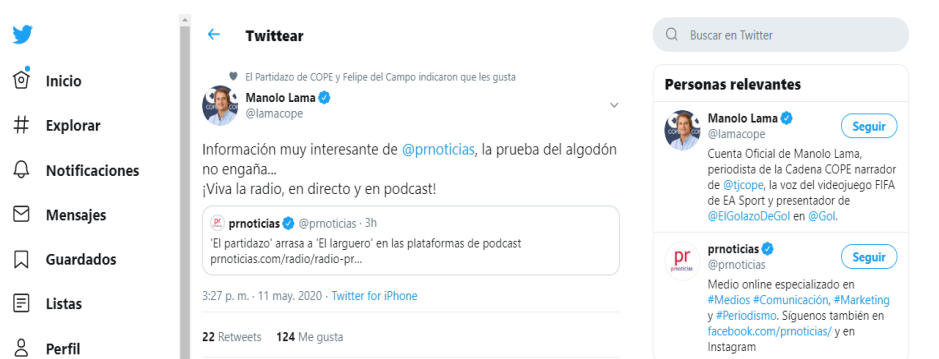 Inicio
Explorar
Notificaciones
Mensajes
Guardados
Listas
Perfil
Twittear
El Partidazo de COPE y Felipe del Campo indicaron que les gusta
Manolo Lama
@lamacope
Información muy interesante de @prnoticias, la prueba del algodón
no engaña...
¡Viva la radio, en directo y en podcast!
prnoticias @prnoticias · 3h
'El partidazo' arrasa a 'El larguero' en las plataformas de podcast
prnoticias.com/radio/radio-pr...
3:27 p. m. · 11 may. 2020 · Twitter for iPhone
22 Retweets 124 Me gusta
Buscar en Twitter
Personas relevantes
Manolo Lama
@lamacope
Seguir
Cuenta Oficial de Manolo Lama,
periodista de la Cadena COPE narrador
de @tjcope, la voz del videojuego FIFA
de EA Sport y presentador de
@ElGolazoDeGol en @Gol.
pr
prnoticias
prnoticias
@prnoticias
Seguir
Medio online especializado en
#Medios #Comunicación, #Marketing
y #Periodismo. Síguenos también en
facebook.com/prnoticias/ y en
Instagram